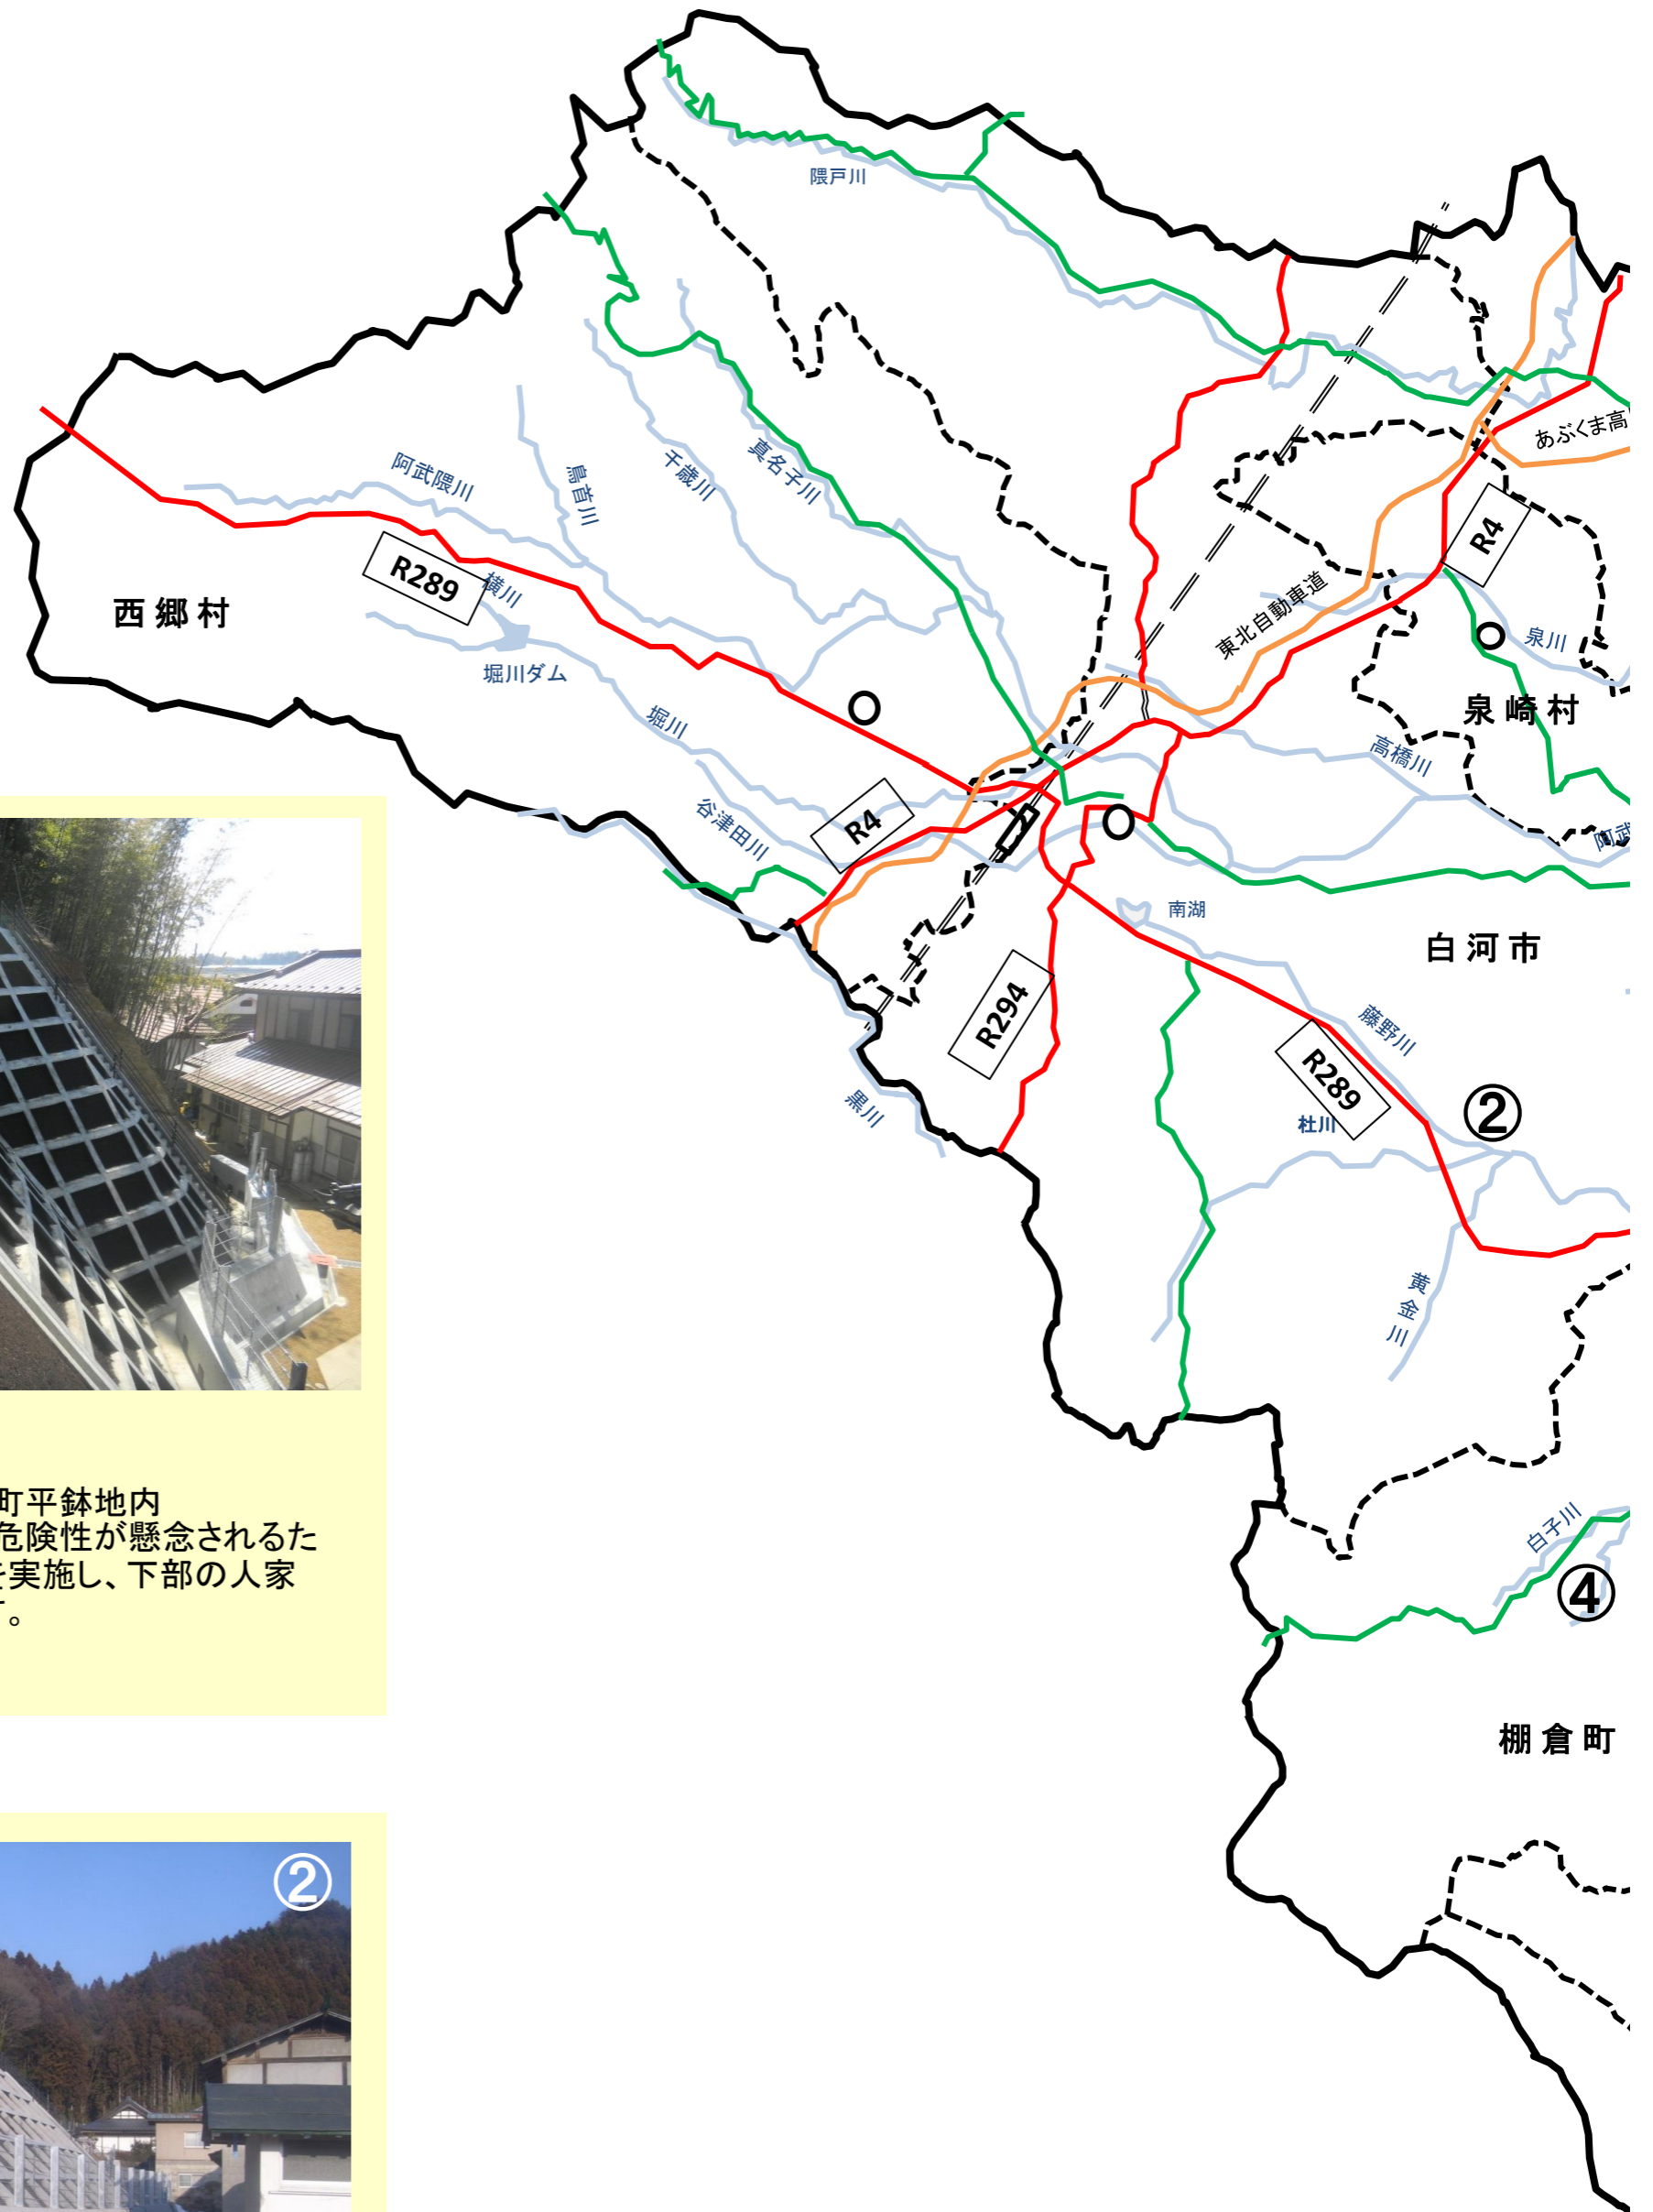 隈戸川
あぶくま高
真名子川
千歳川
鳥首川
阿武隈川
R4
R289
横川
東北自動車道
西郷村
泉川
堀川ダム
泉崎村
堀川
高橋川
谷津田川
R4
阿武
南湖
白河市
R294
藤野川
R289
黒川
杜川
②
黄金川
町平鉢地内
危険性が懸念されるた
を実施し、下部の人家
す。
白子川
④
棚倉町
②